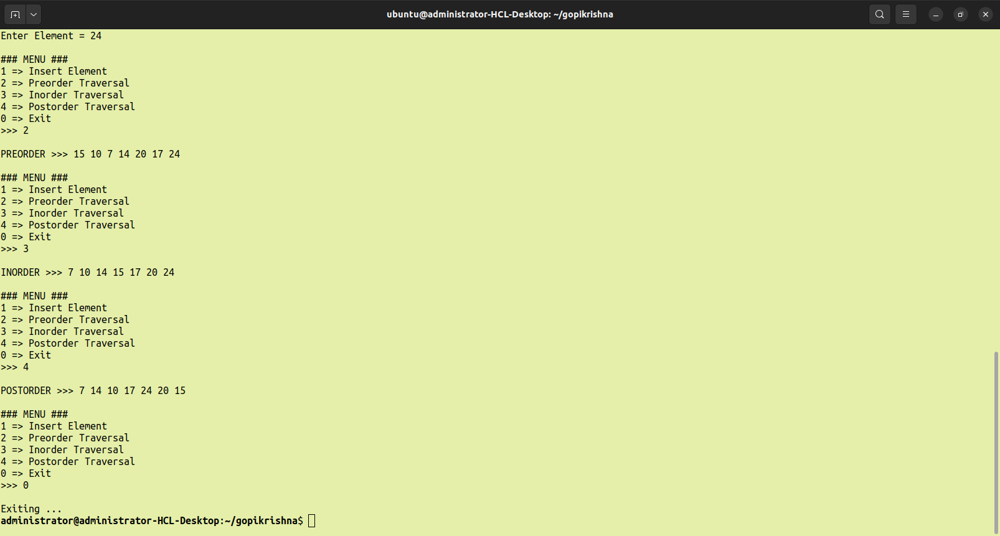 ubuntu@administrator-HCL-Desktop: ~/gopikrishna
Enter Element = 24
### MENU ###
1 => Insert Element
2 => Preorder Traversal
3 => Inorder Traversal
4 => Postorder Traversal
0 => Exit
>>> 2
PREORDER >>> 15 10 7 14 20 17 24
### MENU ###
1 => Insert Element
2 => Preorder Traversal
3 => Inorder Traversal
4 => Postorder Traversal
0 => Exit
>>> 3
INORDER >>> 7 10 14 15 17 20 24
### MENU ###
1 => Insert Element
2 => Preorder Traversal
3 => Inorder Traversal
4 => Postorder Traversal
0 => Exit
>>> 4
POSTORDER >>> 7 14 10 17 24 20 15
### MENU ###
1 => Insert Element
2 => Preorder Traversal
3 => Inorder Traversal
4 => Postorder Traversal
0 => Exit
>>> 0
Exiting ...
administrator@administrator-HCL-Desktop:~/gopikrishna$